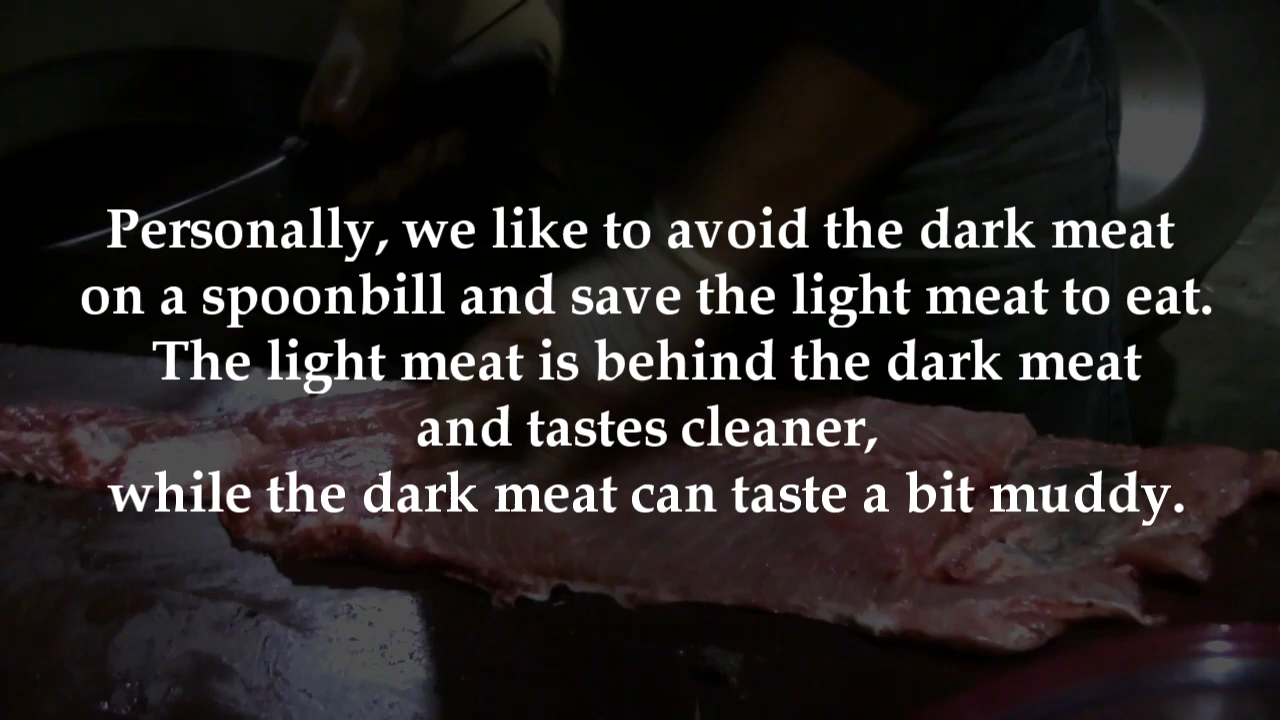 Personally, we like to avoid the dark meat
on a spoonbill and save the light meat to eat.
The light meat is behind the dark meat
and tastes cleaner,
while the dark meat can taste a bit muddy.